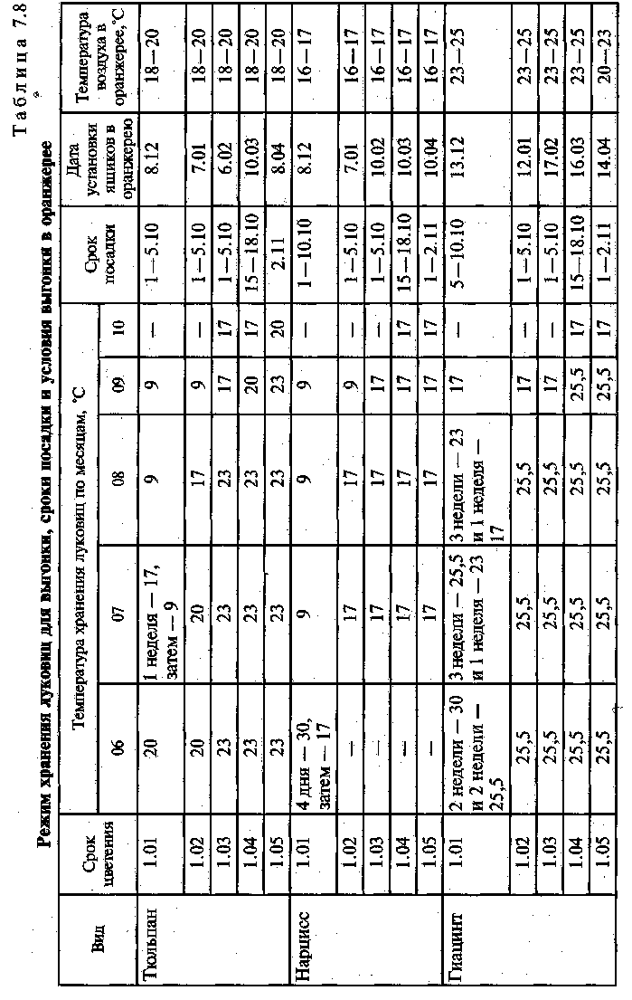 Таблица 7.8
Режим хранения луковиц для выгонки, сроки посадки и условия выгонки в оранжерее
Вид | Срок цветения | Температура хранения луковиц по месяцам, °С | Срок посадки | Дата установки ящиков в оранжерею | Температура воздуха в оранжерее, °С
06 | 07 | 08 | 09 | 10
Тюльпан | 1.01 | 20 | 1 неделя — 17, затем — 9 | 9 | 9 | — | 1—5.10 | 8.12 | 18—20
1.02 | 20 | 20 | 17 | 9 | — | 1—5.10 | 7.01 | 18—20
1.03 | 23 | 23 | 23 | 17 | 17 | 1—5.10 | 6.02 | 18—20
1.04 | 23 | 23 | 23 | 20 | 17 | 15—18.10 | 10.03 | 18—20
1.05 | 23 | 23 | 23 | 23 | 20 | 2.11 | 8.04 | 18—20
Нарцисс | 1.01 | 4 дня — 30, затем — 17 | 9 | 9 | 9 | — | 1—10.10 | 8.12 | 16—17
1.02 | — | 17 | 17 | 9 | — | 1—5.10 | 7.01 | 16—17
1.03 | — | 17 | 17 | 17 | — | 1—5.10 | 10.02 | 16—17
1.04 | — | 17 | 17 | 17 | 17 | 15—18.10 | 10.03 | 16—17
1.05 | — | 17 | 17 | 17 | 17 | 1—2.11 | 10.04 | 16—17
Гиацинт | 1.01 | 2 недели — 30 и 2 недели — 25,5 | 3 недели — 25,5 и 1 неделя — 23 | 3 недели — 23 и 1 неделя — 17 | 17 | — | 5—10.10 | 13.12 | 23—25
1.02 | 25,5 | 25,5 | 25,5 | 17 | — | 1—5.10 | 12.01 | 23—25
1.03 | 25,5 | 25,5 | 25,5 | 17 | — | 1—5.10 | 17.02 | 23—25
1.04 | 25,5 | 25,5 | 25,5 | 25,5 | 17 | 15—18.10 | 16.03 | 23—25
1.05 | 25,5 | 25,5 | 25,5 | 25,5 | 17 | 1—2.11 | 14.04 | 20—23